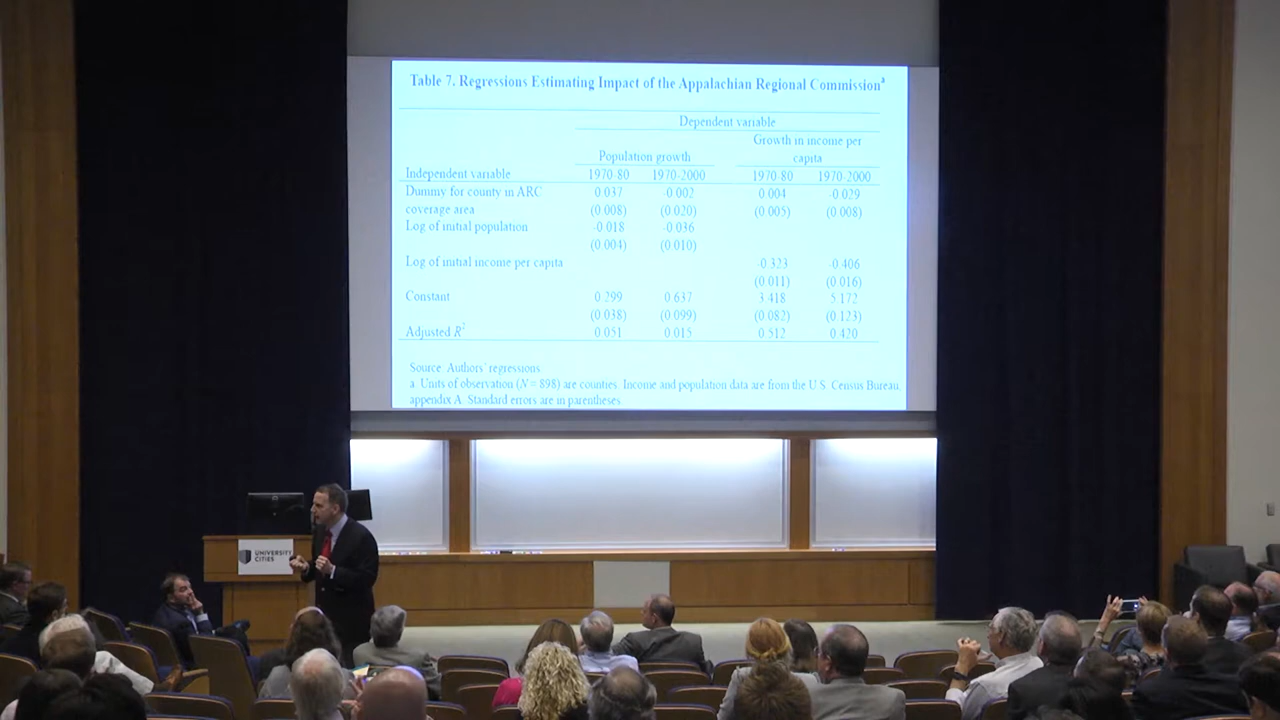 Table 7. Regressions Estimating Impact of the Appalachian Regional Commissionᵃ
Dependent variable
Growth in income per
Population growth capita
Independent variable 1970-80 1970-2000 1970-80 1970-2000
Dummy for county in ARC 0.037 -0.002 0.004 -0.029
coverage area (0.008) (0.020) (0.005) (0.008)
Log of initial population -0.018 -0.036
(0.004) (0.010)
Log of initial income per capita -0.323 -0.406
(0.011) (0.016)
Constant 0.299 0.637 3.418 5.172
(0.038) (0.099) (0.082) (0.123)
Adjusted R² 0.051 0.015 0.512 0.420
Source: Authors' regressions.
a. Units of observation (N = 898) are counties. Income and population data are from the U.S. Census Bureau,
appendix A. Standard errors are in parentheses.
UNIVERSITY
CITIES